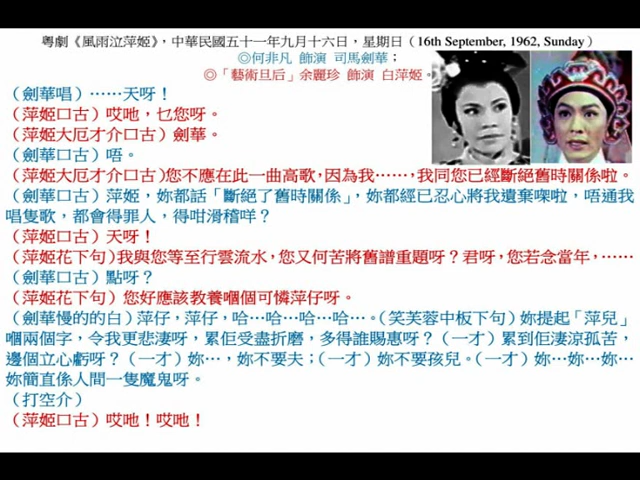 粵劇《風雨泣萍姬》，中華民國五十一年九月十六日，星期日（16th September, 1962, Sunday）
◎何非凡 飾演 司馬劍華；
◎「藝術旦后」余麗珍 飾演 白萍姬。
（劍華唱）……天呀！
（萍姬口古）哎吔，乜您呀。
（萍姬大厄才介口古）劍華。
（劍華口古）唔。
（萍姬大厄才介口古)您不應在此一曲高歌，因為我……，我同您已經斷絕舊時關係啦。
（劍華口古）萍姬，妳都話「斷絕了舊時關係」，妳都經已忍心將我遺棄㗎啦，唔通我
唱隻歌，都會得罪人，得咁滑稽咩？
（萍姬口古）天呀！
（萍姬花下句)我與您等至行雲流水，您又何苦將舊譜重題呀？君呀，您若念當年，……
（劍華口古）點呀？
（萍姬花下句）您好應該教養嗰個可憐萍仔呀。
（劍華慢的的白）萍仔，萍仔，哈…哈…哈…哈…。（笑芙蓉中板下句）妳提起「萍兒」
嗰兩個字，令我更悲淒呀，累佢受盡折磨，多得誰賜惠呀？（一才）累到佢淒涼孤苦，
邊個立心虧呀？（一才）妳…，妳不要夫；（一才）妳不要孩兒。（一才）妳…妳…妳…
妳簡直係人間一隻魔鬼呀。
（打空介）
（萍姬口古）哎吔！哎吔！